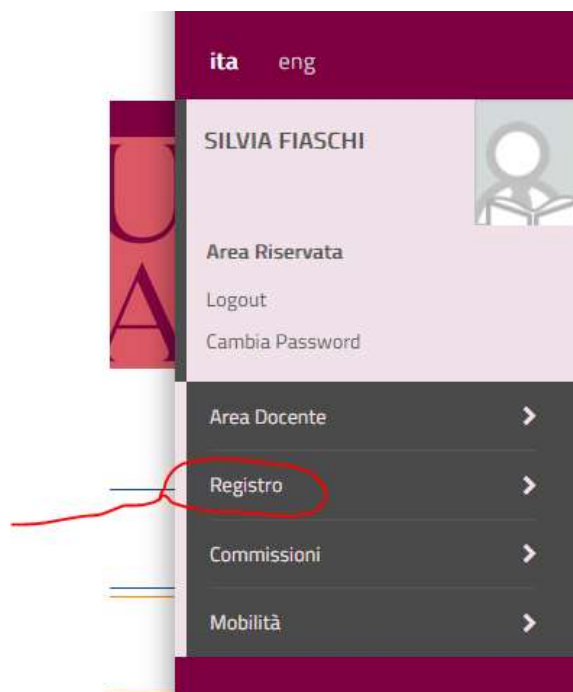 ita eng
SILVIA FIASCHI
Area Riservata
Logout
Cambia Password
U
A
Area Docente
Registro
Commissioni
Mobilità